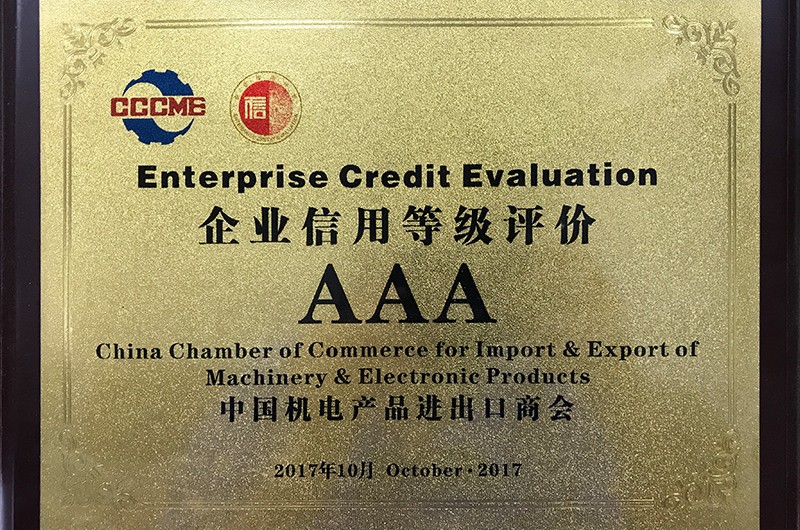 CCCME
信
Enterprise Credit Evaluation
企业信用等级评价
AAA
China Chamber of Commerce for Import & Export of
Machinery & Electronic Products
中国机电产品进出口商会
2017年10月 October·2017